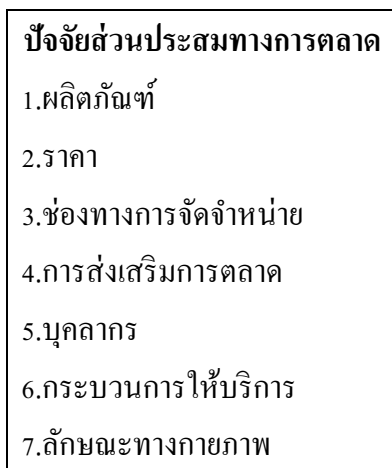 ปัจจัยส่วนประสมทางการตลาด
1.ผลิตภัณฑ์
2.ราคา
3.ช่องทางการจัดจำหน่าย
4.การส่งเสริมการตลาด
5.บุคลากร
6.กระบวนการให้บริการ
7.ลักษณะทางกายภาพ